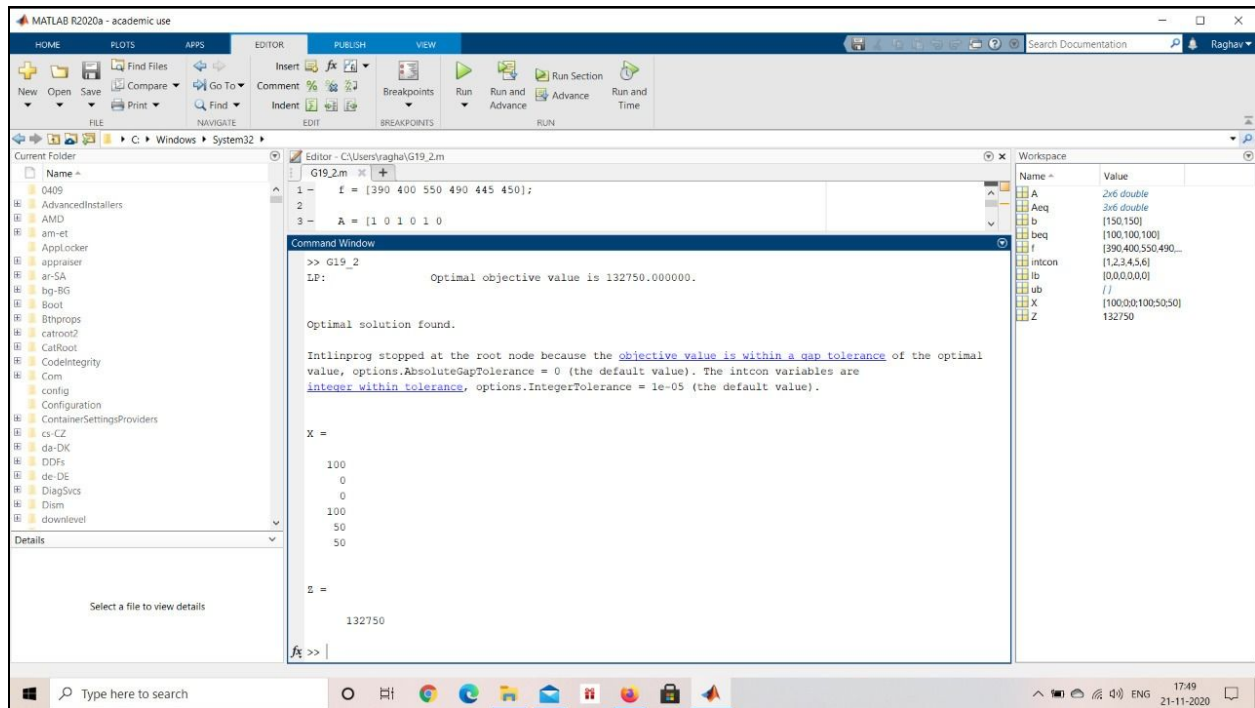 MATLAB R2020a - academic use
HOME PLOTS APPS EDITOR PUBLISH VIEW
Search Documentation Raghav
New Open Save Find Files Compare Print
Go To Find
Insert fx
Comment %
Indent
Breakpoints Run Run and Advance Run Section Advance Run and Time
FILE NAVIGATE EDIT BREAKPOINTS RUN
C: Windows System32
Current Folder
Name
0409
AdvancedInstallers
AMD
am-et
AppLocker
appraiser
ar-SA
bg-BG
Boot
Bthprops
catroot2
CatRoot
CodeIntegrity
Com
config
Configuration
ContainerSettingsProviders
cs-CZ
da-DK
DDFs
de-DE
DiagSvcs
Dism
downlevel
Details
Select a file to view details
Editor - C:\Users\ragha\G19_2.m
G19_2.m
1 - f = [390 400 550 490 445 450];
2
3 - A = [1 0 1 0 1 0
Command Window
>> G19_2
LP: Optimal objective value is 132750.000000.
Optimal solution found.
Intlinprog stopped at the root node because the objective value is within a gap tolerance of the optimal
value, options.AbsoluteGapTolerance = 0 (the default value). The intcon variables are
integer within tolerance, options.IntegerTolerance = 1e-05 (the default value).
X =
100
0
0
100
50
50
Z =
132750
fx >>
Workspace
Name Value
A 2x6 double
Aeq 3x6 double
b [150,150]
beq [100,100,100]
f [390,400,550,490,...
intcon [1,2,3,4,5,6]
lb [0,0,0,0,0,0]
ub []
X [100;0;0;100;50;50]
Z 132750
Type here to search
ENG
17:49
21-11-2020